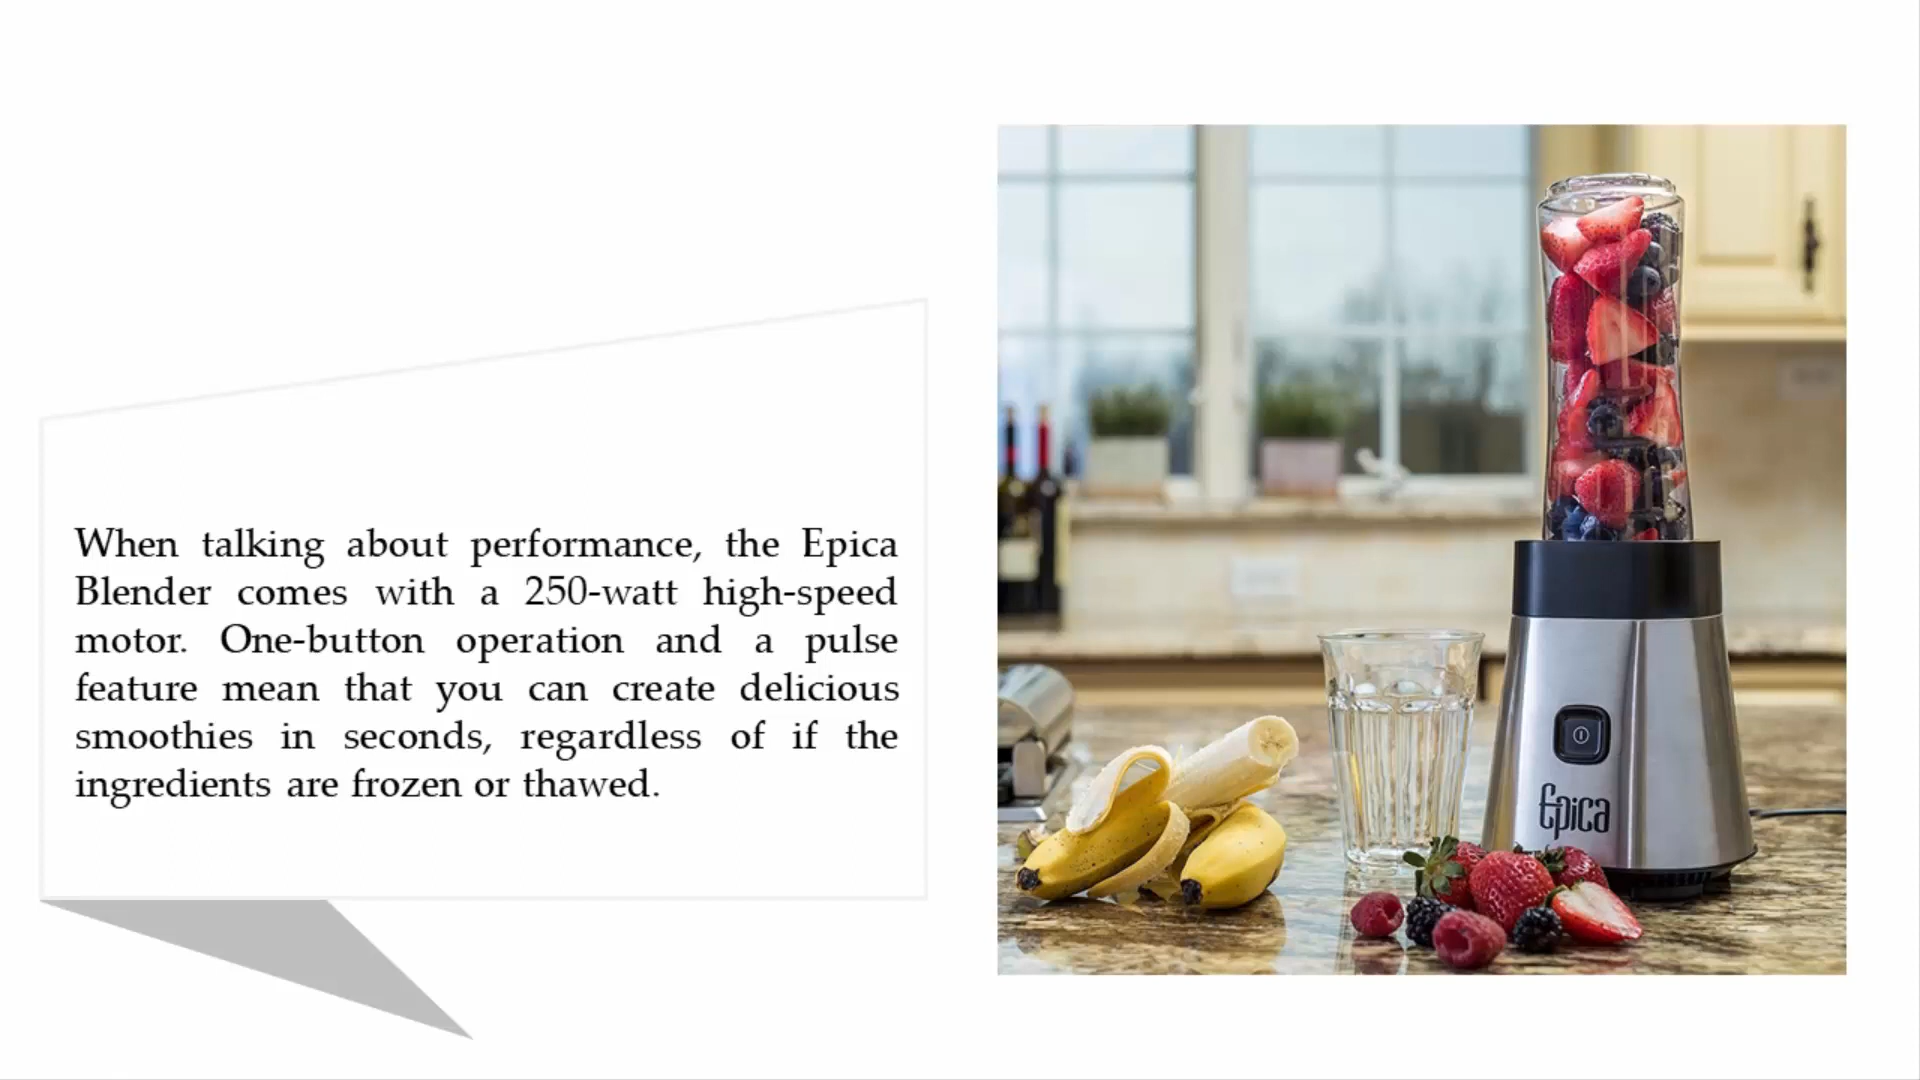 When talking about performance, the Epica
Blender comes with a 250-watt high-speed
motor. One-button operation and a pulse
feature mean that you can create delicious
smoothies in seconds, regardless of if the
ingredients are frozen or thawed.
Epica